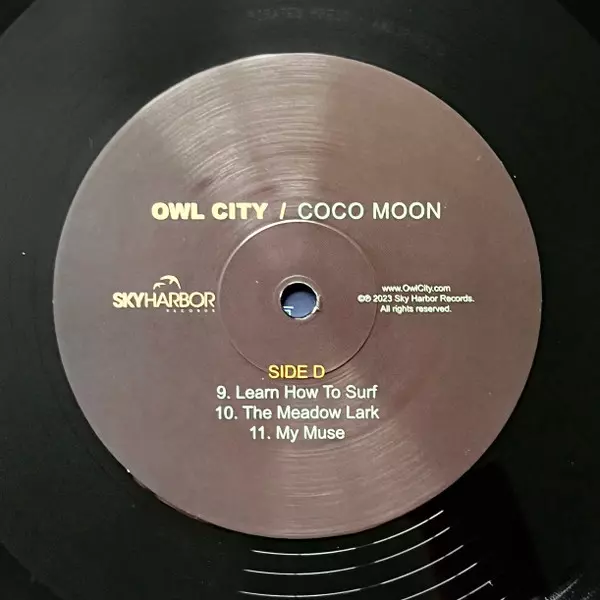 OWL CITY / COCO MOON
SKYHARBOR
RECORDS
www.OwlCity.com
©℗ 2023 Sky Harbor Records.
All rights reserved.
SIDE D
9. Learn How To Surf
10. The Meadow Lark
11. My Muse